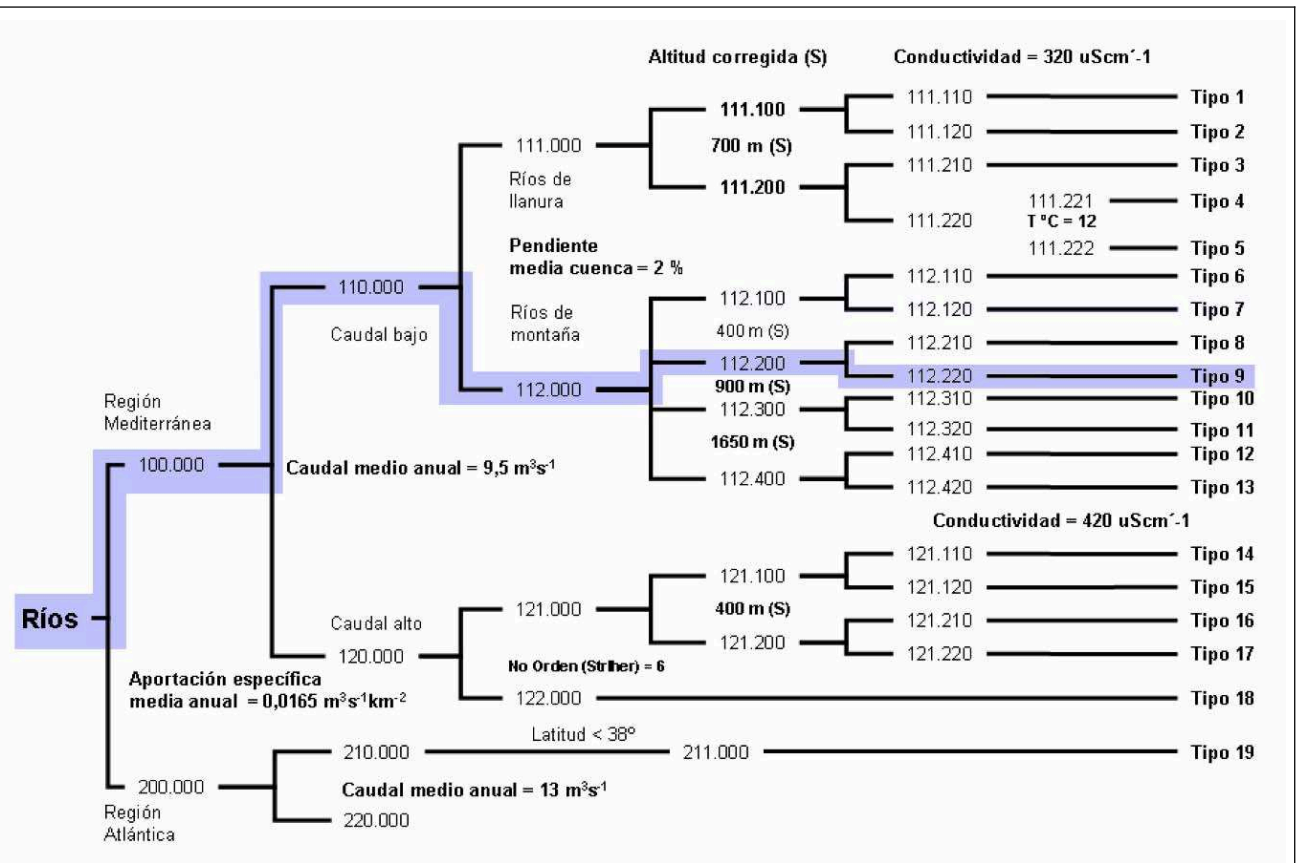 Altitud corregida (S) Conductividad = 320 uScm´-1
111.110 Tipo 1
111.100
111.120 Tipo 2
111.000 700 m (S)
111.210 Tipo 3
Ríos de
llanura
111.200
111.221 Tipo 4
111.220 T ºC = 12
Pendiente
media cuenca = 2 %
111.222 Tipo 5
112.110 Tipo 6
110.000 112.100
112.120 Tipo 7
Ríos de
montaña
Caudal bajo 400 m (S)
112.210 Tipo 8
112.200
112.220 Tipo 9
112.000 900 m (S)
112.310 Tipo 10
Región
Mediterránea
112.300
112.320 Tipo 11
1650 m (S)
112.410 Tipo 12
100.000 Caudal medio anual = 9,5 m³s-¹
112.400
112.420 Tipo 13
Conductividad = 420 uScm´-1
121.110 Tipo 14
121.100
121.120 Tipo 15
Ríos
121.000 400 m (S)
Caudal alto
121.210 Tipo 16
121.200
120.000
121.220 Tipo 17
No Orden (Strlher) = 6
Aportación específica
media anual = 0,0165 m³s-¹km-²
122.000 Tipo 18
Latitud < 38º
210.000 211.000 Tipo 19
200.000 Caudal medio anual = 13 m³s-¹
Región
Atlántica
220.000